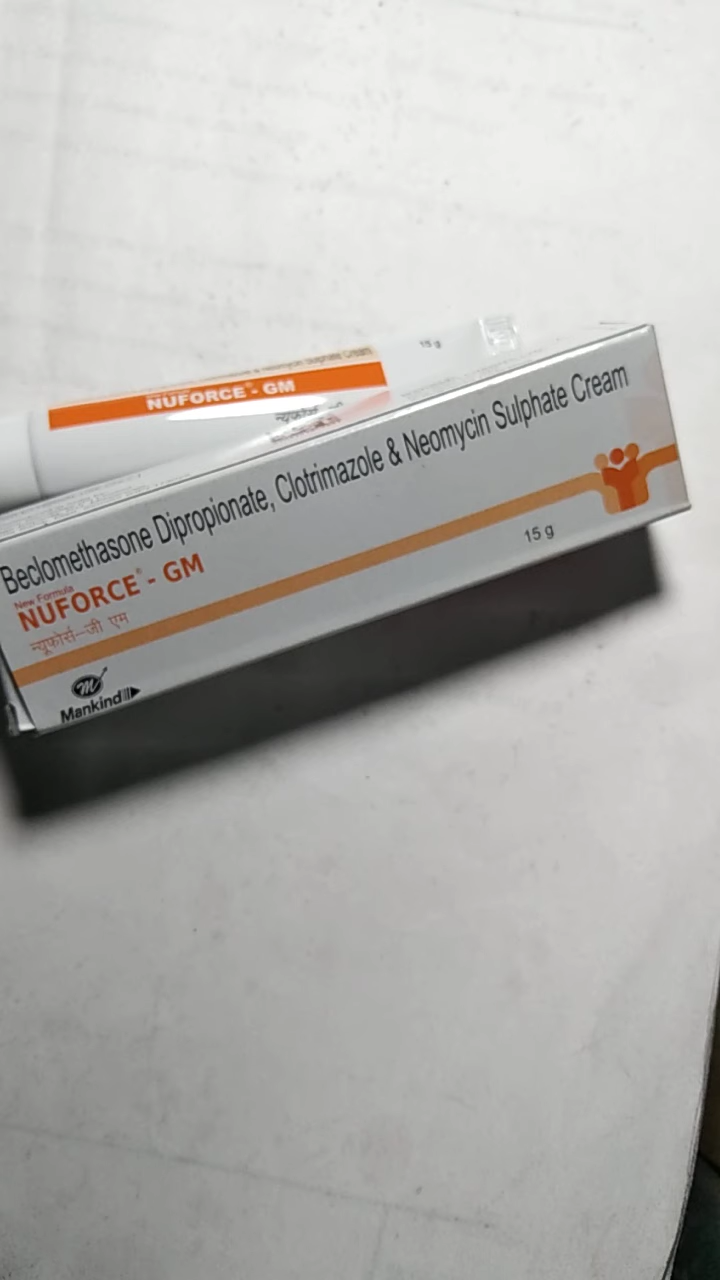 15 g
NUFORCE® - GM
Beclomethasone Dipropionate, Clotrimazole & Neomycin Sulphate Cream
New Formula
NUFORCE® - GM
न्यूफोर्स-जी एम
15 g
Mankind